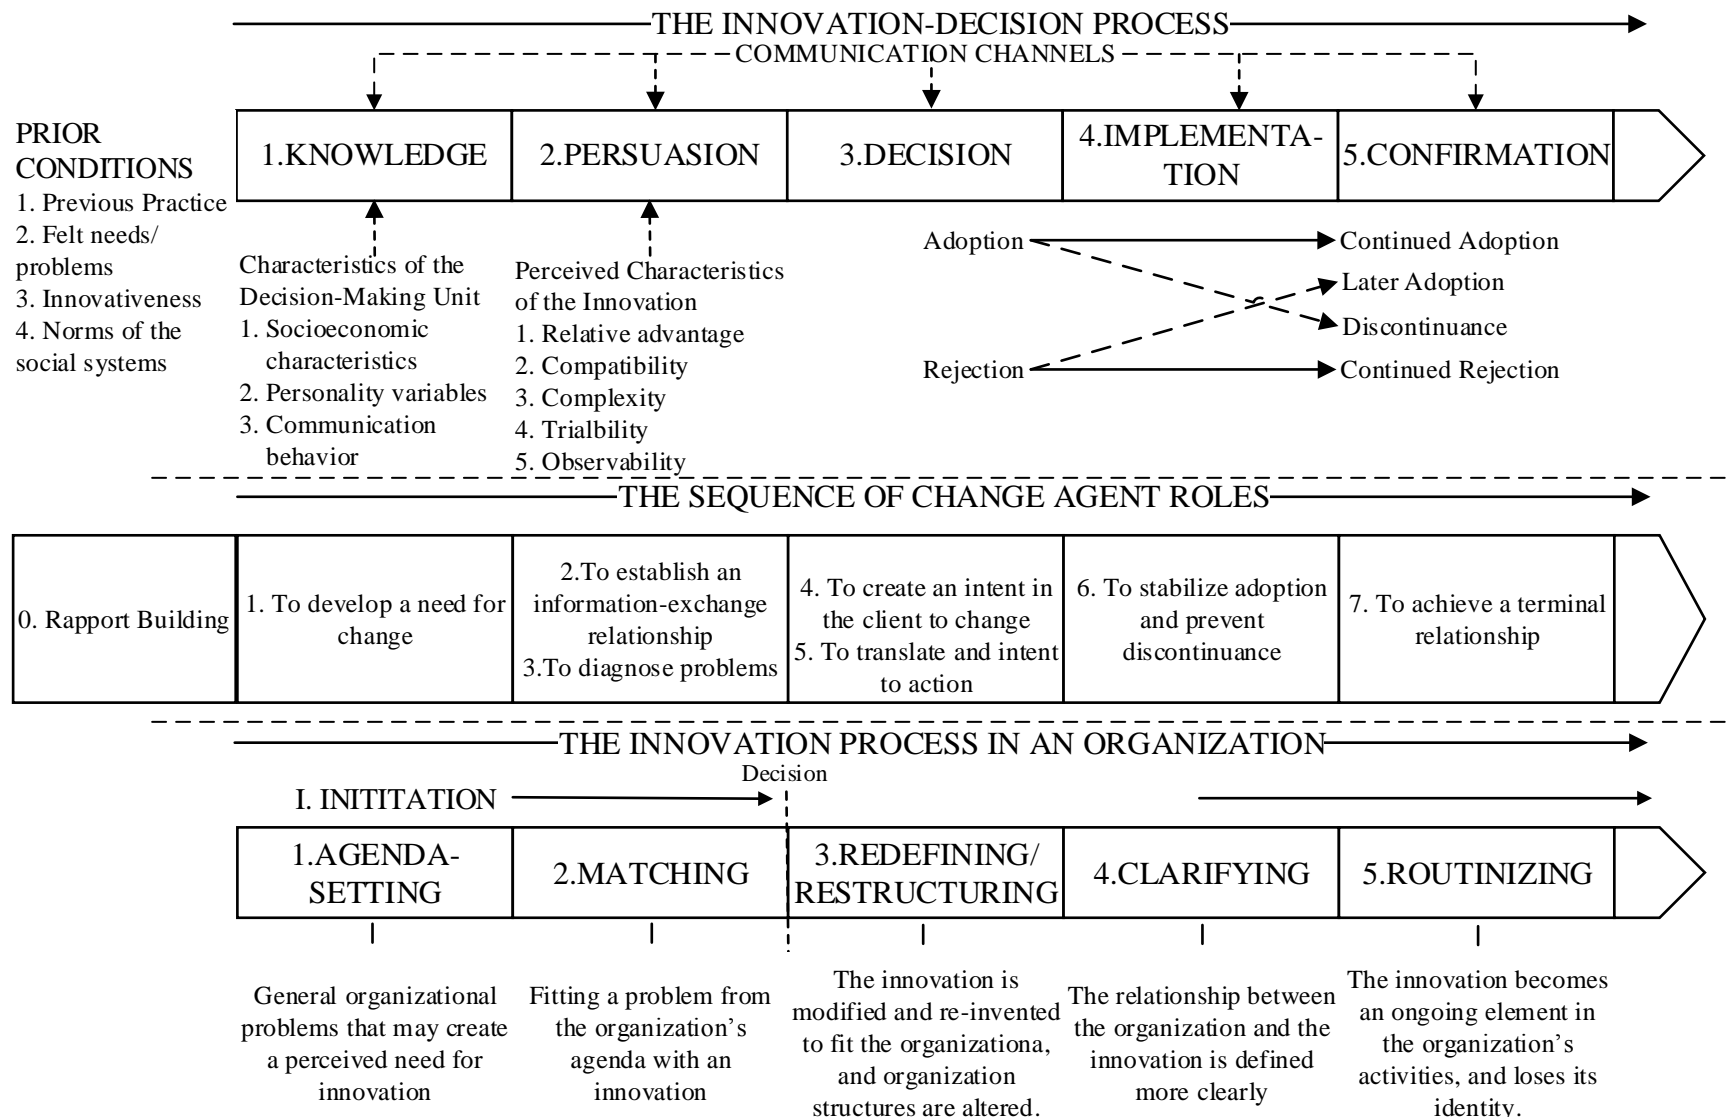 THE INNOVATION-DECISION PROCESS
COMMUNICATION CHANNELS
PRIOR
CONDITIONS
1. Previous Practice
2. Felt needs/
problems
3. Innovativeness
4. Norms of the
social systems
1.KNOWLEDGE
2.PERSUASION
3.DECISION
4.IMPLEMENTA-
TION
5.CONFIRMATION
Characteristics of the
Decision-Making Unit
1. Socioeconomic
characteristics
2. Personality variables
3. Communication
behavior
Perceived Characteristics
of the Innovation
1. Relative advantage
2. Compatibility
3. Complexity
4. Trialbility
5. Observability
Adoption
Rejection
Continued Adoption
Later Adoption
Discontinuance
Continued Rejection
THE SEQUENCE OF CHANGE AGENT ROLES
0. Rapport Building
1. To develop a need for
change
2.To establish an
information-exchange
relationship
3.To diagnose problems
4. To create an intent in
the client to change
5. To translate and intent
to action
6. To stabilize adoption
and prevent
discontinuance
7. To achieve a terminal
relationship
THE INNOVATION PROCESS IN AN ORGANIZATION
Decision
I. INITITATION
1.AGENDA-
SETTING
2.MATCHING
3.REDEFINING/
RESTRUCTURING
4.CLARIFYING
5.ROUTINIZING
General organizational
problems that may create
a perceived need for
innovation
Fitting a problem from
the organization’s
agenda with an
innovation
The innovation is
modified and re-invented
to fit the organizationa,
and organization
structures are altered.
The relationship between
the organization and the
innovation is defined
more clearly
The innovation becomes
an ongoing element in
the organization’s
activities, and loses its
identity.